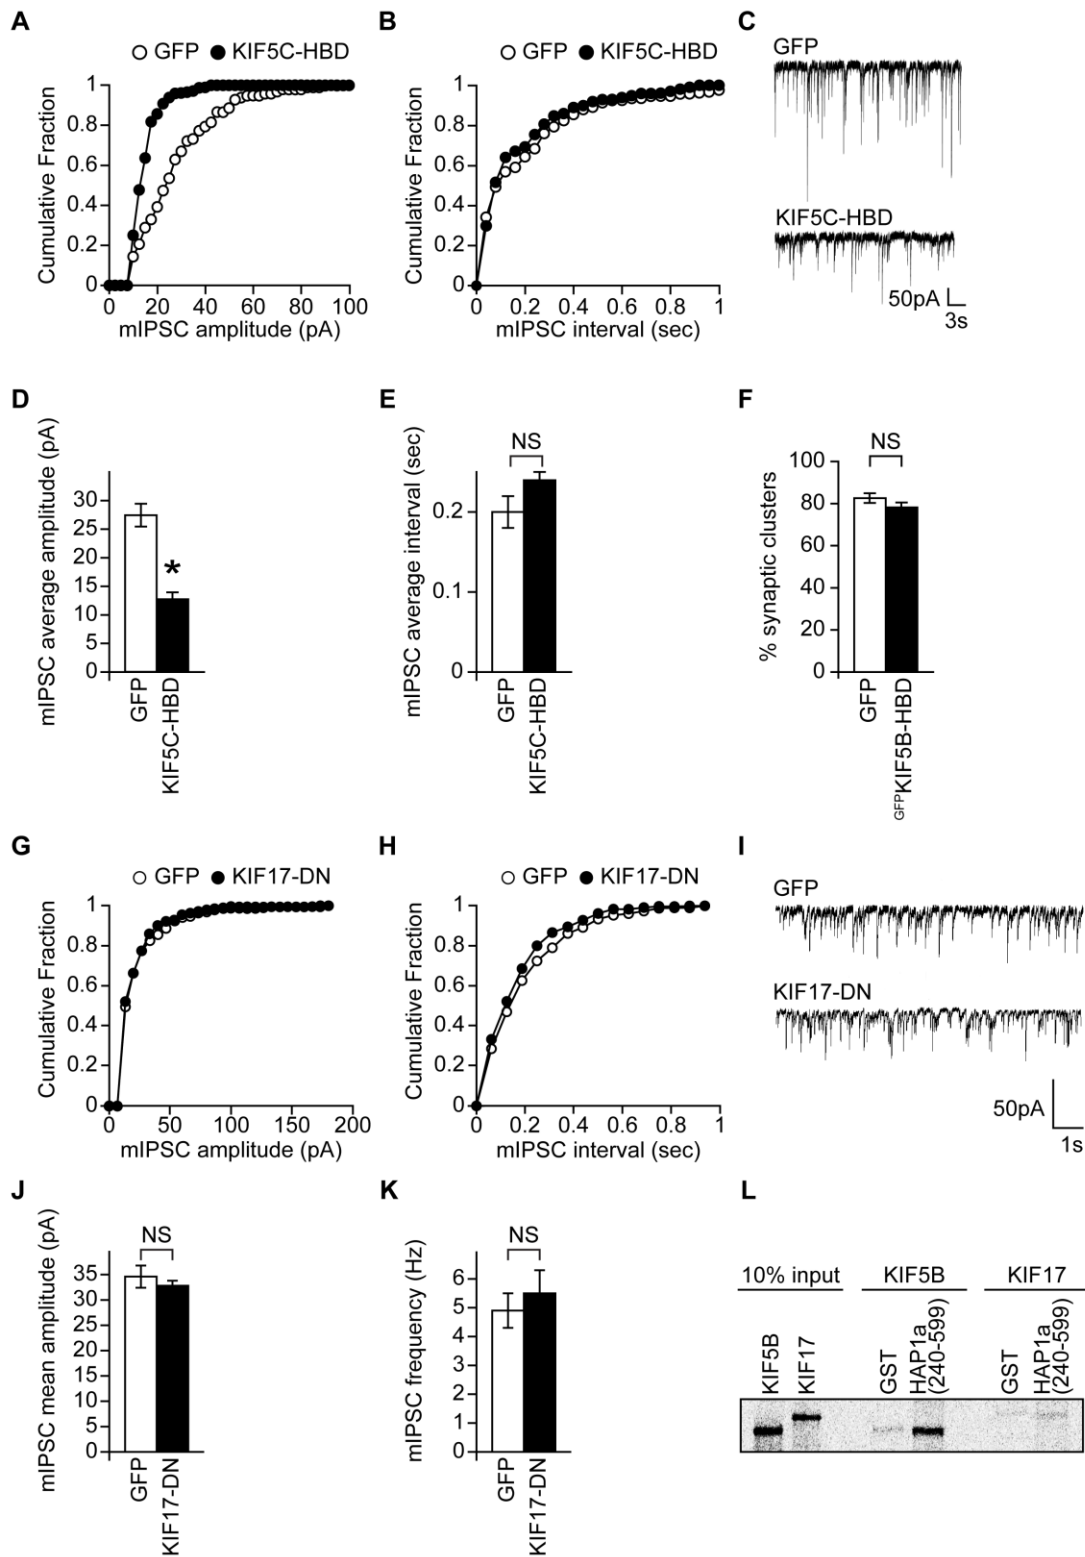 A
GFP KIF5C-HBD
Cumulative Fraction
1
0.8
0.6
0.4
0.2
0
0 20 40 60 80 100
mIPSC amplitude (pA)
B
GFP KIF5C-HBD
Cumulative Fraction
1
0.8
0.6
0.4
0.2
0
0 0.2 0.4 0.6 0.8 1
mIPSC interval (sec)
C
GFP
KIF5C-HBD
50pA
3s
D
mIPSC average amplitude (pA)
30
25
20
15
10
5
0
*
GFP
KIF5C-HBD
E
mIPSC average interval (sec)
NS
0.2
0.1
0
GFP
KIF5C-HBD
F
% synaptic clusters
NS
100
80
60
40
20
0
GFP
GFPKIF5B-HBD
G
GFP KIF17-DN
Cumulative Fraction
1
0.8
0.6
0.4
0.2
0
0 50 100 150 200
mIPSC amplitude (pA)
H
GFP KIF17-DN
Cumulative Fraction
1
0.8
0.6
0.4
0.2
0
0 0.2 0.4 0.6 0.8 1
mIPSC interval (sec)
I
GFP
KIF17-DN
50pA
1s
J
mIPSC mean amplitude (pA)
NS
35
30
25
20
15
10
5
0
GFP
KIF17-DN
K
mIPSC frequency (Hz)
NS
6
5
4
3
2
1
0
GFP
KIF17-DN
L
10% input KIF5B KIF17
KIF5B
KIF17
GST
HAP1a
(240-599)
GST
HAP1a
(240-599)